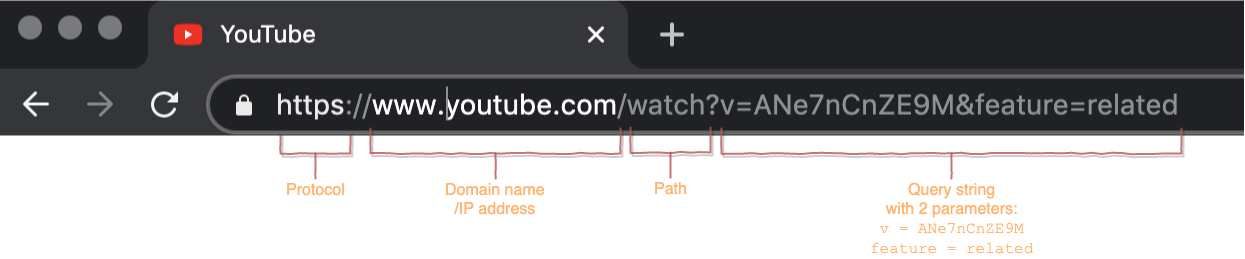 YouTube
https://www.youtube.com/watch?v=ANe7nCnZE9M&feature=related
Protocol
Domain name
/IP address
Path
Query string
with 2 parameters:
v = ANe7nCnZE9M
feature = related